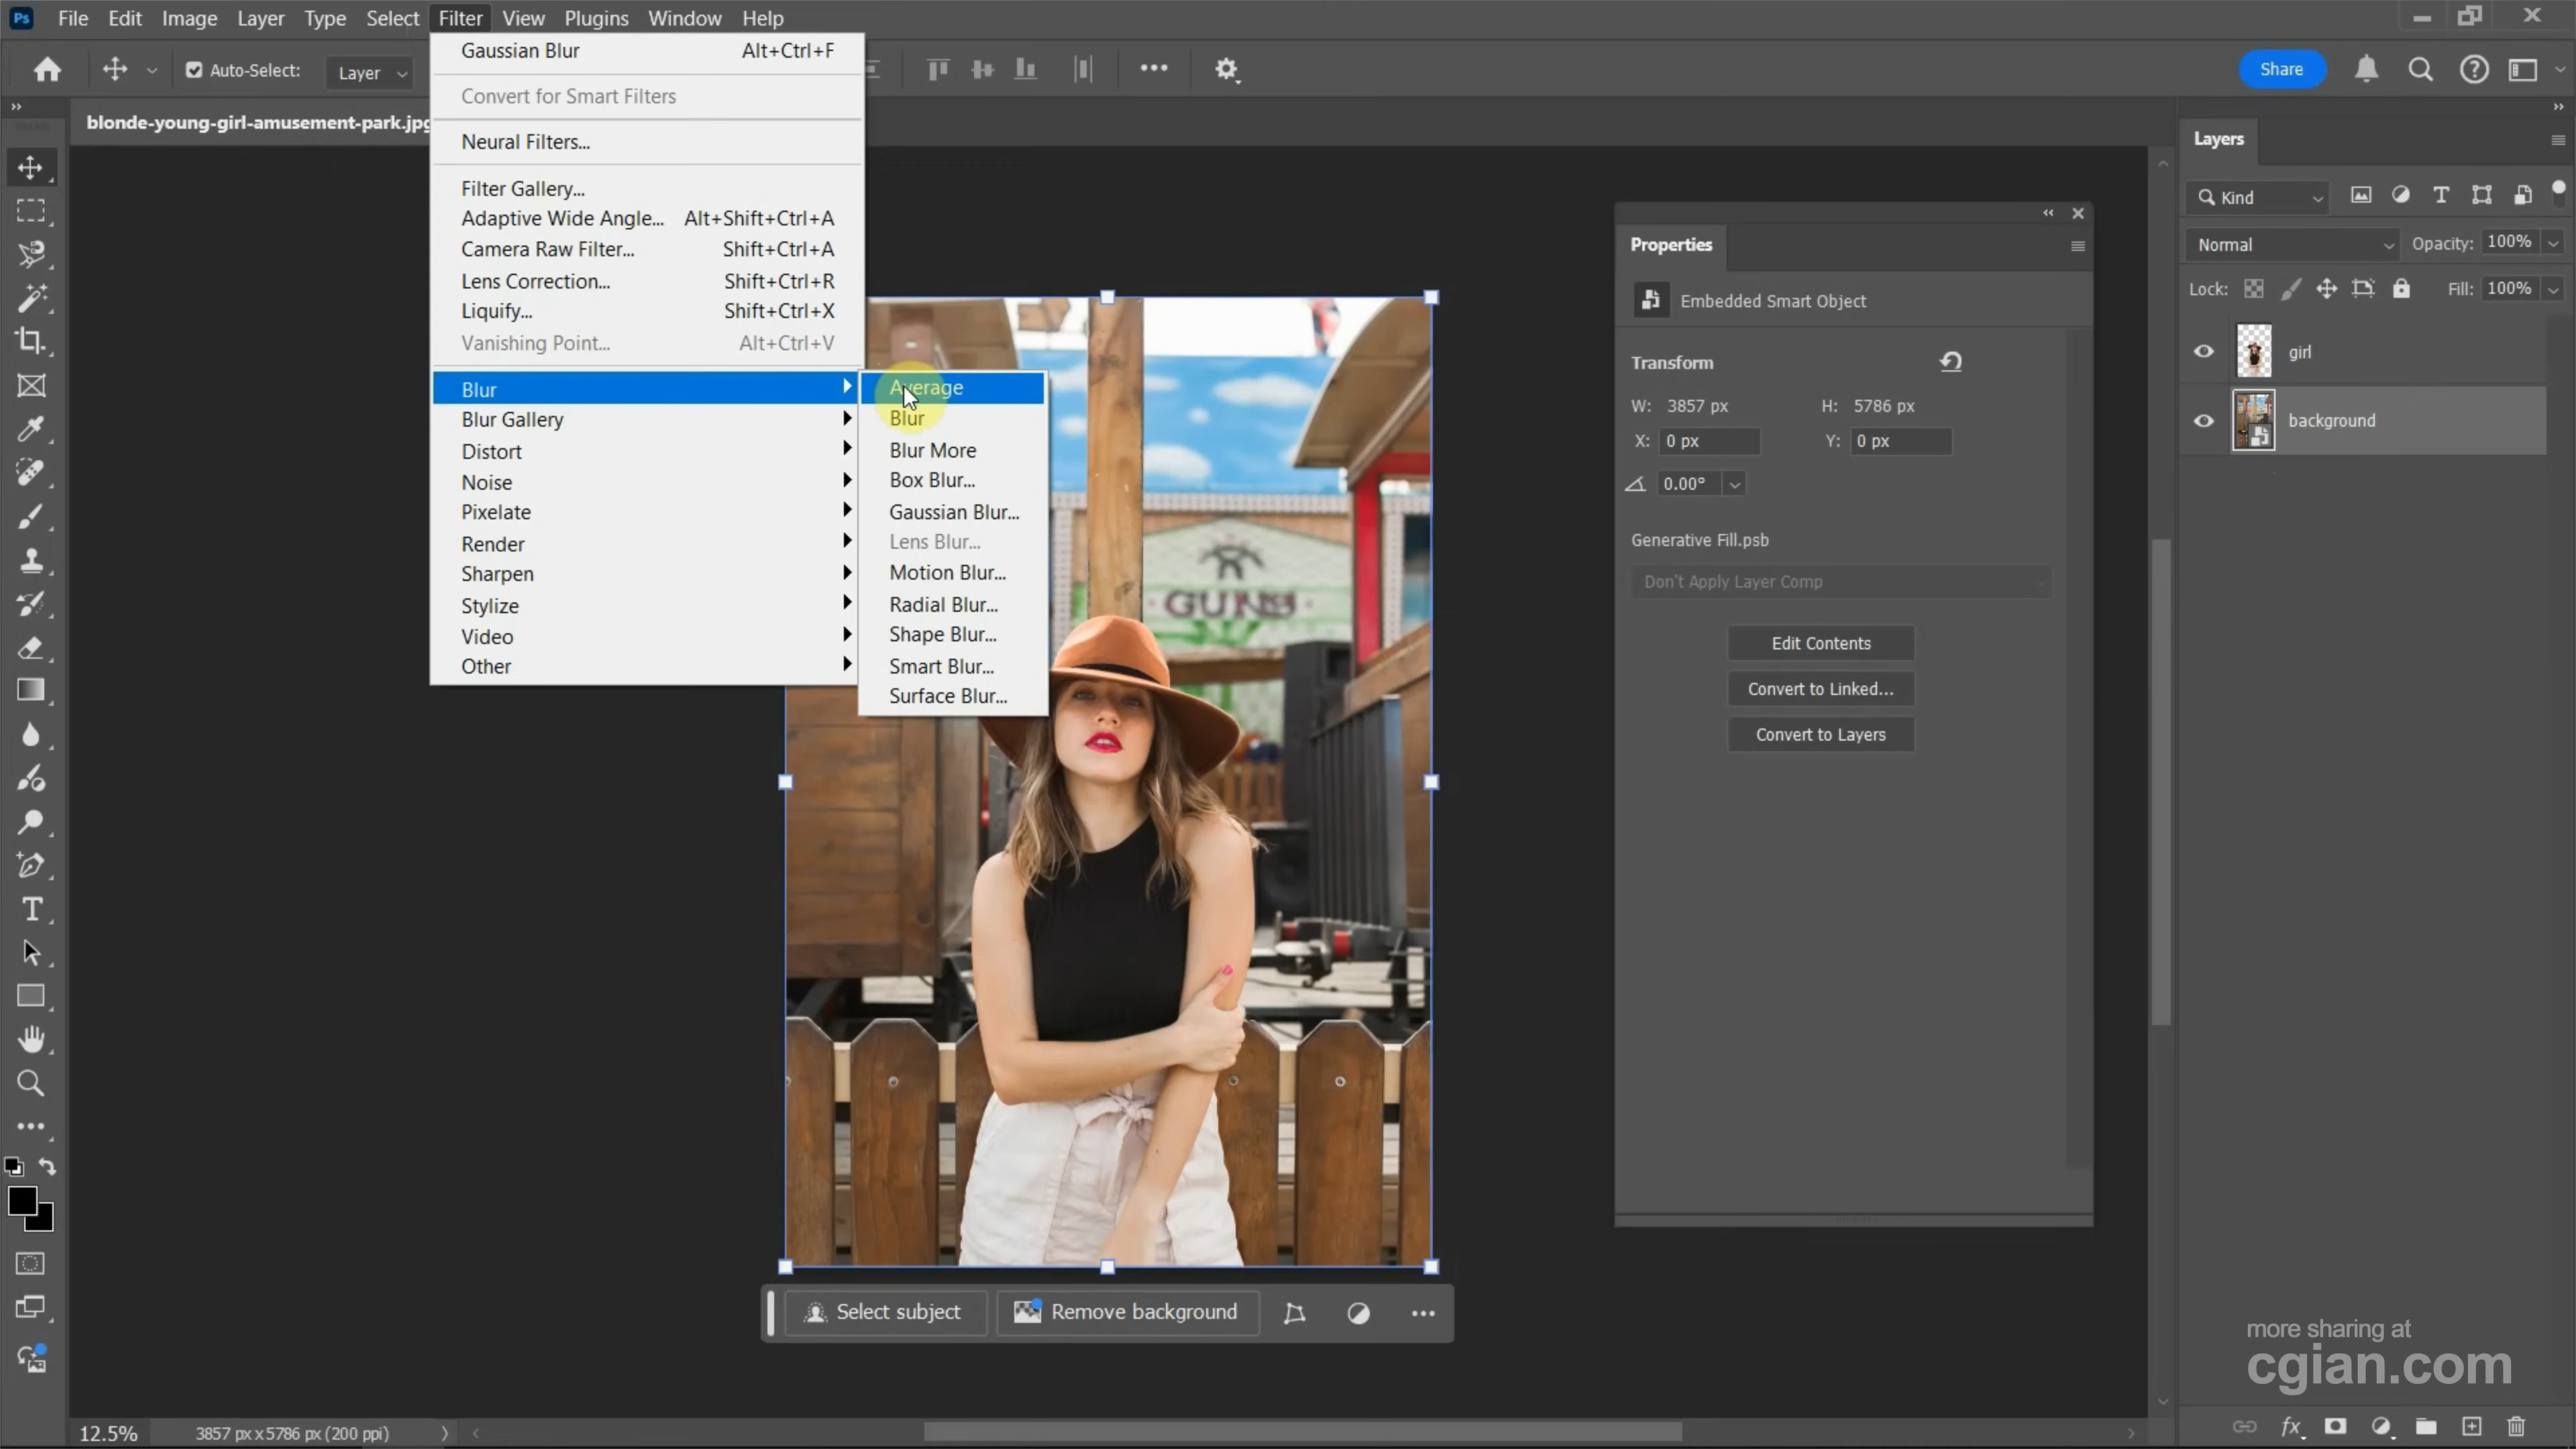 Ps File Edit Image Layer Type Select Filter View Plugins Window Help
Auto-Select: Layer
Share
blonde-young-girl-amusement-park.jpg
Gaussian Blur Alt+Ctrl+F
Convert for Smart Filters
Neural Filters...
Filter Gallery...
Adaptive Wide Angle... Alt+Shift+Ctrl+A
Camera Raw Filter... Shift+Ctrl+A
Lens Correction... Shift+Ctrl+R
Liquify... Shift+Ctrl+X
Vanishing Point... Alt+Ctrl+V
Blur
Blur Gallery
Distort
Noise
Pixelate
Render
Sharpen
Stylize
Video
Other
Average
Blur
Blur More
Box Blur...
Gaussian Blur...
Lens Blur...
Motion Blur...
Radial Blur...
Shape Blur...
Smart Blur...
Surface Blur...
GUNS
Select subject
Remove background
Properties
Embedded Smart Object
Transform
W: 3857 px H: 5786 px
X: 0 px Y: 0 px
0.00°
Generative Fill.psb
Don't Apply Layer Comp
Edit Contents
Convert to Linked...
Convert to Layers
Layers
Kind
Normal Opacity: 100%
Lock: Fill: 100%
girl
background
more sharing at
cgian.com
12.5% 3857 px x 5786 px (200 ppi)